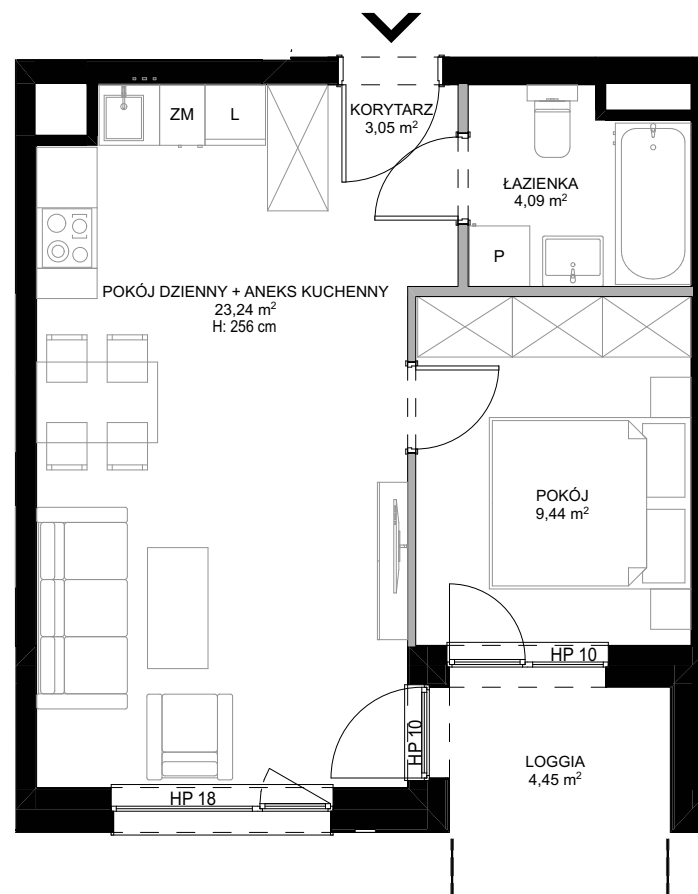 KORYTARZ
3,05 m²
ZM
L
ŁAZIENKA
4,09 m²
P
POKÓJ DZIENNY + ANEKS KUCHENNY
23,24 m²
H: 256 cm
POKÓJ
9,44 m²
HP 10
HP 10
LOGGIA
4,45 m²
HP 18